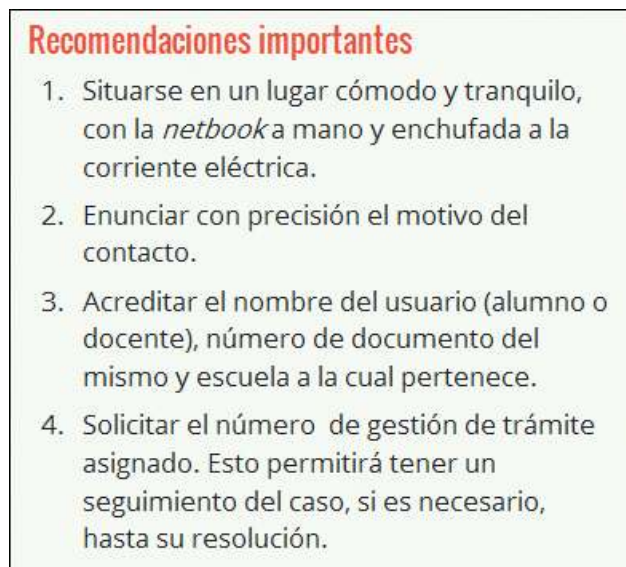 Recomendaciones importantes
1. Situarse en un lugar cómodo y tranquilo,
con la netbook a mano y enchufada a la
corriente eléctrica.
2. Enunciar con precisión el motivo del
contacto.
3. Acreditar el nombre del usuario (alumno o
docente), número de documento del
mismo y escuela a la cual pertenece.
4. Solicitar el número de gestión de trámite
asignado. Esto permitirá tener un
seguimiento del caso, si es necesario,
hasta su resolución.